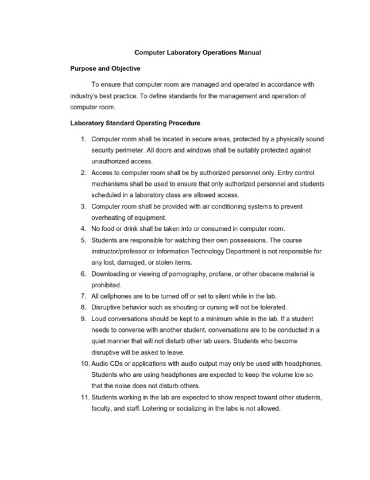 Computer Laboratory Operations Manual
Purpose and Objective
To ensure that computer room are managed and operated in accordance with
industry's best practice. To define standards for the management and operation of
computer room.
Laboratory Standard Operating Procedure
1. Computer room shall be located in secure areas, protected by a physically sound
security perimeter. All doors and windows shall be suitably protected against
unauthorized access.
2. Access to computer room shall be by authorized personnel only. Entry control
mechanisms shall be used to ensure that only authorized personnel and students
scheduled in a laboratory class are allowed access.
3. Computer room shall be provided with air conditioning systems to prevent
overheating of equipment.
4. No food or drink shall be taken into or consumed in computer room.
5. Students are responsible for watching their own possessions. The course
instructor/professor or Information Technology Department is not responsible for
any lost, damaged, or stolen items.
6. Downloading or viewing of pornography, profane, or other obscene material is
prohibited.
7. All cellphones are to be turned off or set to silent while in the lab.
8. Disruptive behavior such as shouting or cursing will not be tolerated.
9. Loud conversations should be kept to a minimum while in the lab. If a student
needs to converse with another student, conversations are to be conducted in a
quiet manner that will not disturb other lab users. Students who become
disruptive will be asked to leave.
10. Audio CDs or applications with audio output may only be used with headphones.
Students who are using headphones are expected to keep the volume low so
that the noise does not disturb others.
11. Students working in the lab are expected to show respect toward other students,
faculty, and staff. Loitering or socializing in the labs is not allowed.